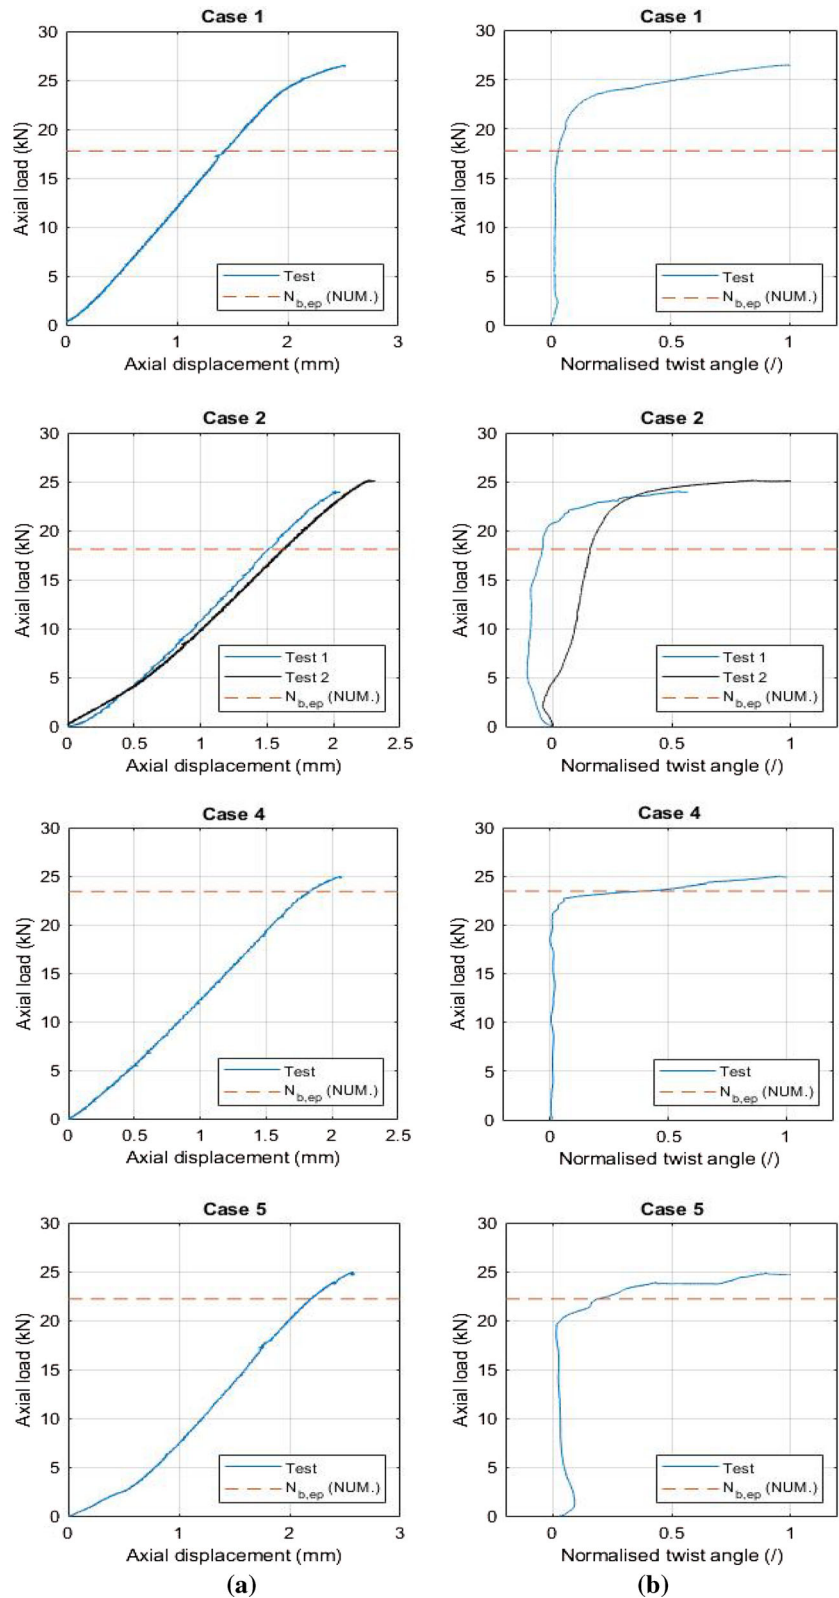 Case 1
30
25
20
15
10
5
0
Axial load (kN)
Test
N_b,ep (NUM.)
0 1 2 3
Axial displacement (mm)
Case 1
30
25
20
15
10
5
0
Axial load (kN)
Test
N_b,ep (NUM.)
0 0.5 1
Normalised twist angle (/)
Case 2
30
25
20
15
10
5
0
Axial load (kN)
Test 1
Test 2
N_b,ep (NUM.)
0 0.5 1 1.5 2 2.5
Axial displacement (mm)
Case 2
30
25
20
15
10
5
0
Axial load (kN)
Test 1
Test 2
N_b,ep (NUM.)
0 0.5 1
Normalised twist angle (/)
Case 4
30
25
20
15
10
5
0
Axial load (kN)
Test
N_b,ep (NUM.)
0 0.5 1 1.5 2 2.5
Axial displacement (mm)
Case 4
30
25
20
15
10
5
0
Axial load (kN)
Test
N_b,ep (NUM.)
0 0.5 1
Normalised twist angle (/)
Case 5
30
25
20
15
10
5
0
Axial load (kN)
Test
N_b,ep (NUM.)
0 1 2 3
Axial displacement (mm)
(a)
Case 5
30
25
20
15
10
5
0
Axial load (kN)
Test
N_b,ep (NUM.)
0 0.5 1
Normalised twist angle (/)
(b)